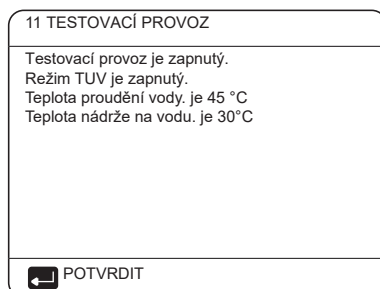 11 TESTOVACÍ PROVOZ
Testovací provoz je zapnutý.
Režim TUV je zapnutý.
Teplota proudění vody. je 45 °C
Teplota nádrže na vodu. je 30°C
POTVRDIT